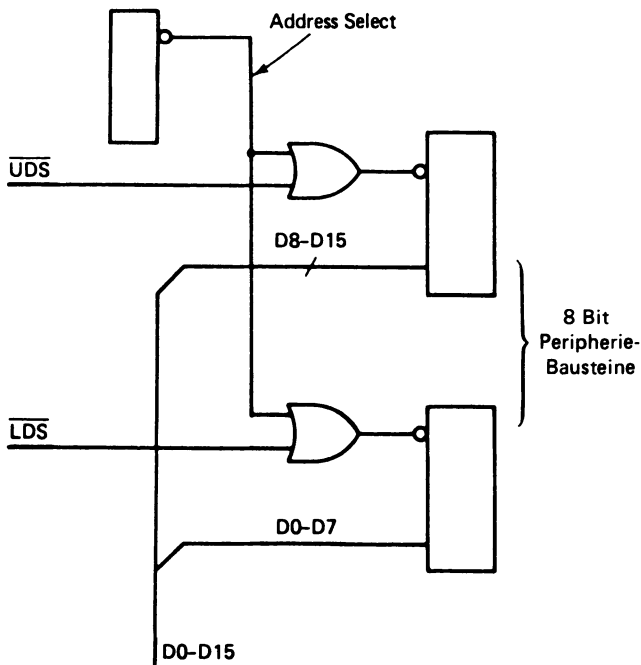 Address Select
UDS
D8–D15
8 Bit
Peripherie-
Bausteine
LDS
D0–D7
D0–D15